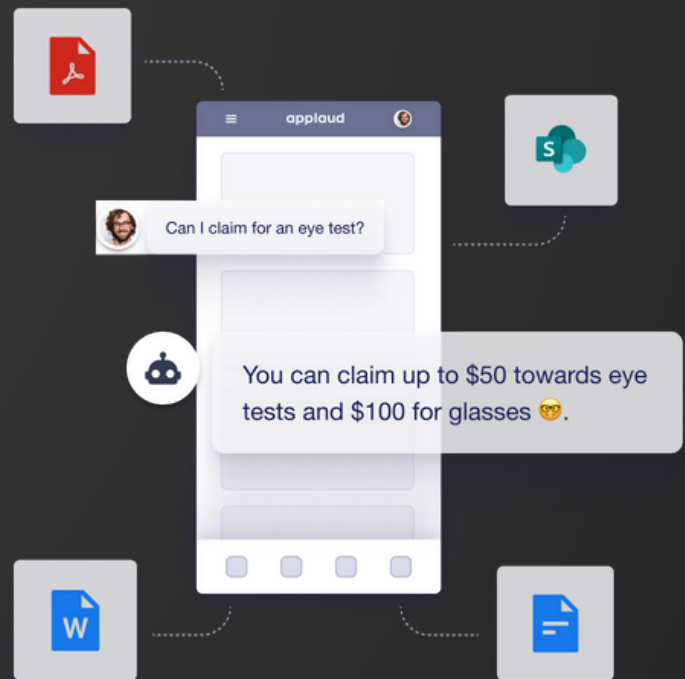 applaud
S
Can I claim for an eye test?
You can claim up to $50 towards eye
tests and $100 for glasses 🤓.
W